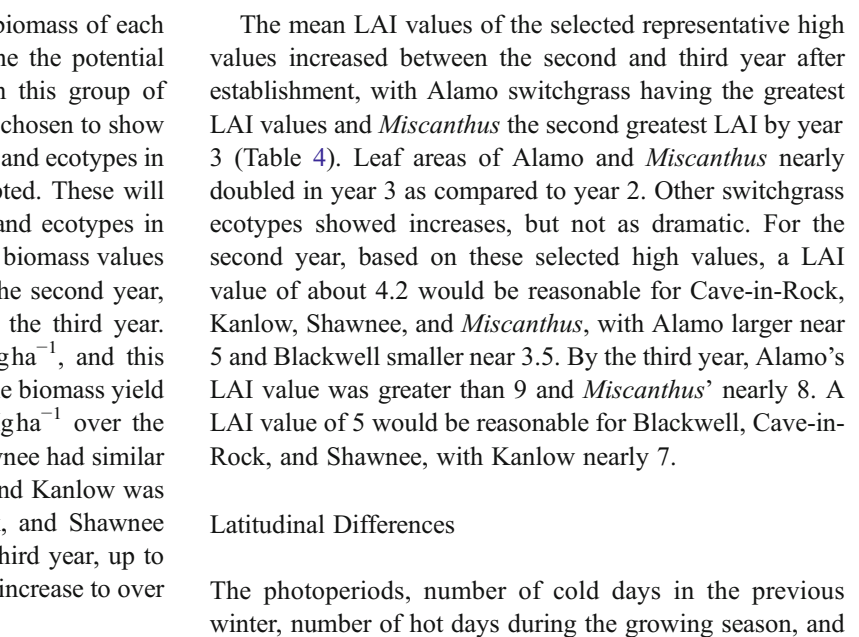 biomass of each
the potential
this group of
chosen to show
and ecotypes in
These will
and ecotypes in
biomass values
the second year,
the third year.
ha⁻¹, and this
biomass yield
ha⁻¹ over the
had similar
and Kanlow was
, and Shawnee
third year, up to
increase to over
The mean LAI values of the selected representative high
values increased between the second and third year after
establishment, with Alamo switchgrass having the greatest
LAI values and Miscanthus the second greatest LAI by year
3 (Table 4). Leaf areas of Alamo and Miscanthus nearly
doubled in year 3 as compared to year 2. Other switchgrass
ecotypes showed increases, but not as dramatic. For the
second year, based on these selected high values, a LAI
value of about 4.2 would be reasonable for Cave-in-Rock,
Kanlow, Shawnee, and Miscanthus, with Alamo larger near
5 and Blackwell smaller near 3.5. By the third year, Alamo's
LAI value was greater than 9 and Miscanthus' nearly 8. A
LAI value of 5 would be reasonable for Blackwell, Cave-in-
Rock, and Shawnee, with Kanlow nearly 7.
Latitudinal Differences
The photoperiods, number of cold days in the previous
winter, number of hot days during the growing season, and